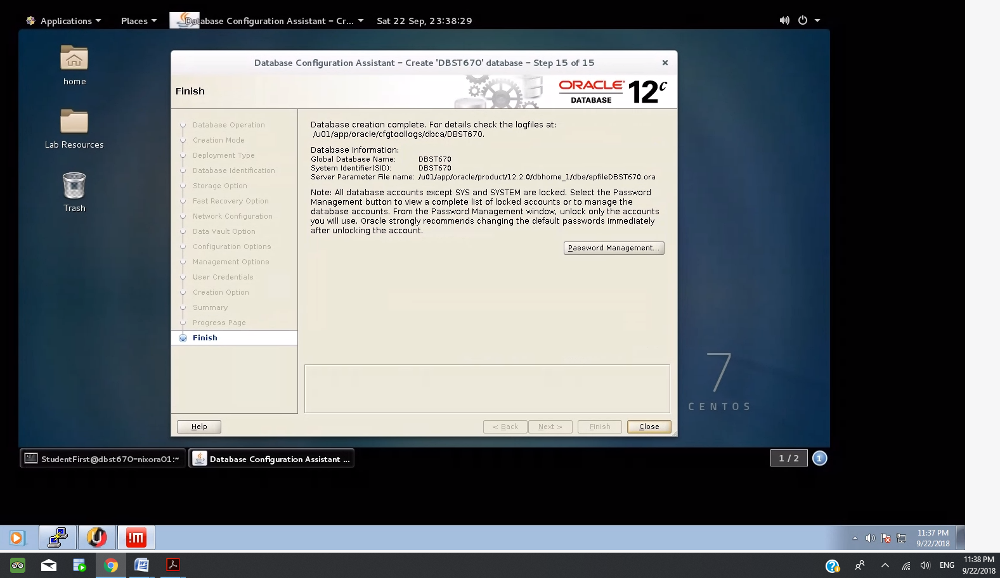 Applications
Places
Database Configuration Assistant – Cr...
Sat 22 Sep, 23:38:29
home
Lab Resources
Trash
Database Configuration Assistant – Create 'DBST670' database – Step 15 of 15
Finish
ORACLE
DATABASE
12c
Database Operation
Creation Mode
Deployment Type
Database Identification
Storage Option
Fast Recovery Option
Network Configuration
Data Vault Option
Configuration Options
Management Options
User Credentials
Creation Option
Summary
Progress Page
Finish
Database creation complete. For details check the logfiles at:
/u01/app/oracle/cfgtoollogs/dbca/DBST670.
Database Information:
Global Database Name: DBST670
System Identifier(SID): DBST670
Server Parameter File name: /u01/app/oracle/product/12.2.0/dbhome_1/dbs/spfileDBST670.ora
Note: All database accounts except SYS and SYSTEM are locked. Select the Password
Management button to view a complete list of locked accounts or to manage the
database accounts. From the Password Management window, unlock only the accounts
you will use. Oracle strongly recommends changing the default passwords immediately
after unlocking the account.
Password Management...
Help
< Back
Next >
Finish
Close
7
CENTOS
StudentFirst@dbst670-nixora01:~
Database Configuration Assistant ...
1 / 2
1
!m
11:37 PM
9/22/2018
ENG
11:38 PM
9/22/2018